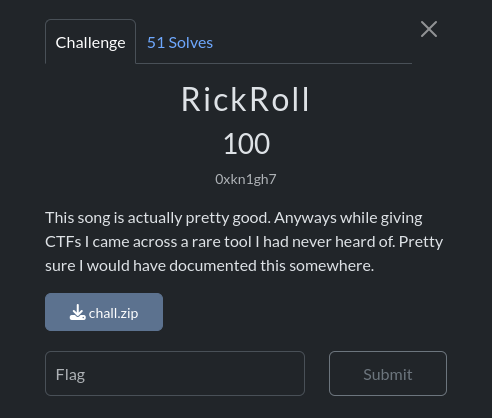 Challenge
51 Solves
RickRoll
100
0xkn1gh7
This song is actually pretty good. Anyways while giving
CTFs I came across a rare tool I had never heard of. Pretty
sure I would have documented this somewhere.
chall.zip
Flag
Submit